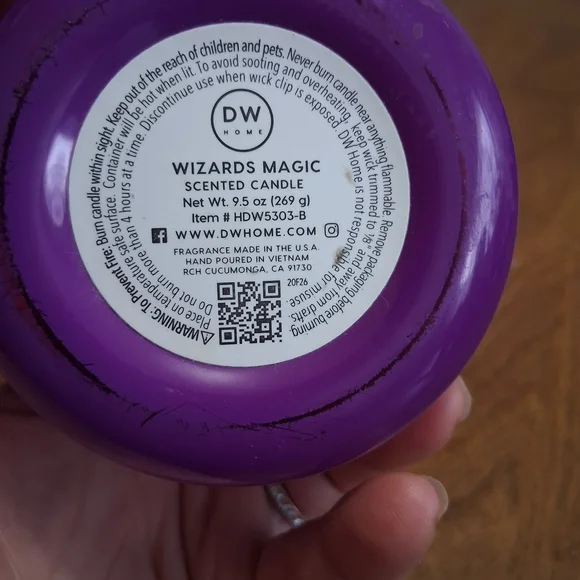 DW
HOME
WIZARDS MAGIC
SCENTED CANDLE
Net Wt. 9.5 oz (269 g)
Item # HDW5303-B
WWW.DWHOME.COM
FRAGRANCE MADE IN THE U.S.A.
HAND POURED IN VIETNAM
RCH CUCUMONGA, CA 91730
20F26
WARNING: To Prevent Fire: Burn candle within sight. Keep out of the reach of children and pets. Never burn candle near anything flammable. Remove packaging before burning.
Place on temperature safe surface. Container will be hot when lit. To avoid sooting and overheating, keep wick trimmed to 1/8" and away from drafts.
Do not burn more than 4 hours at a time. Discontinue use when wick clip is exposed. DW Home is not responsible for misuse.